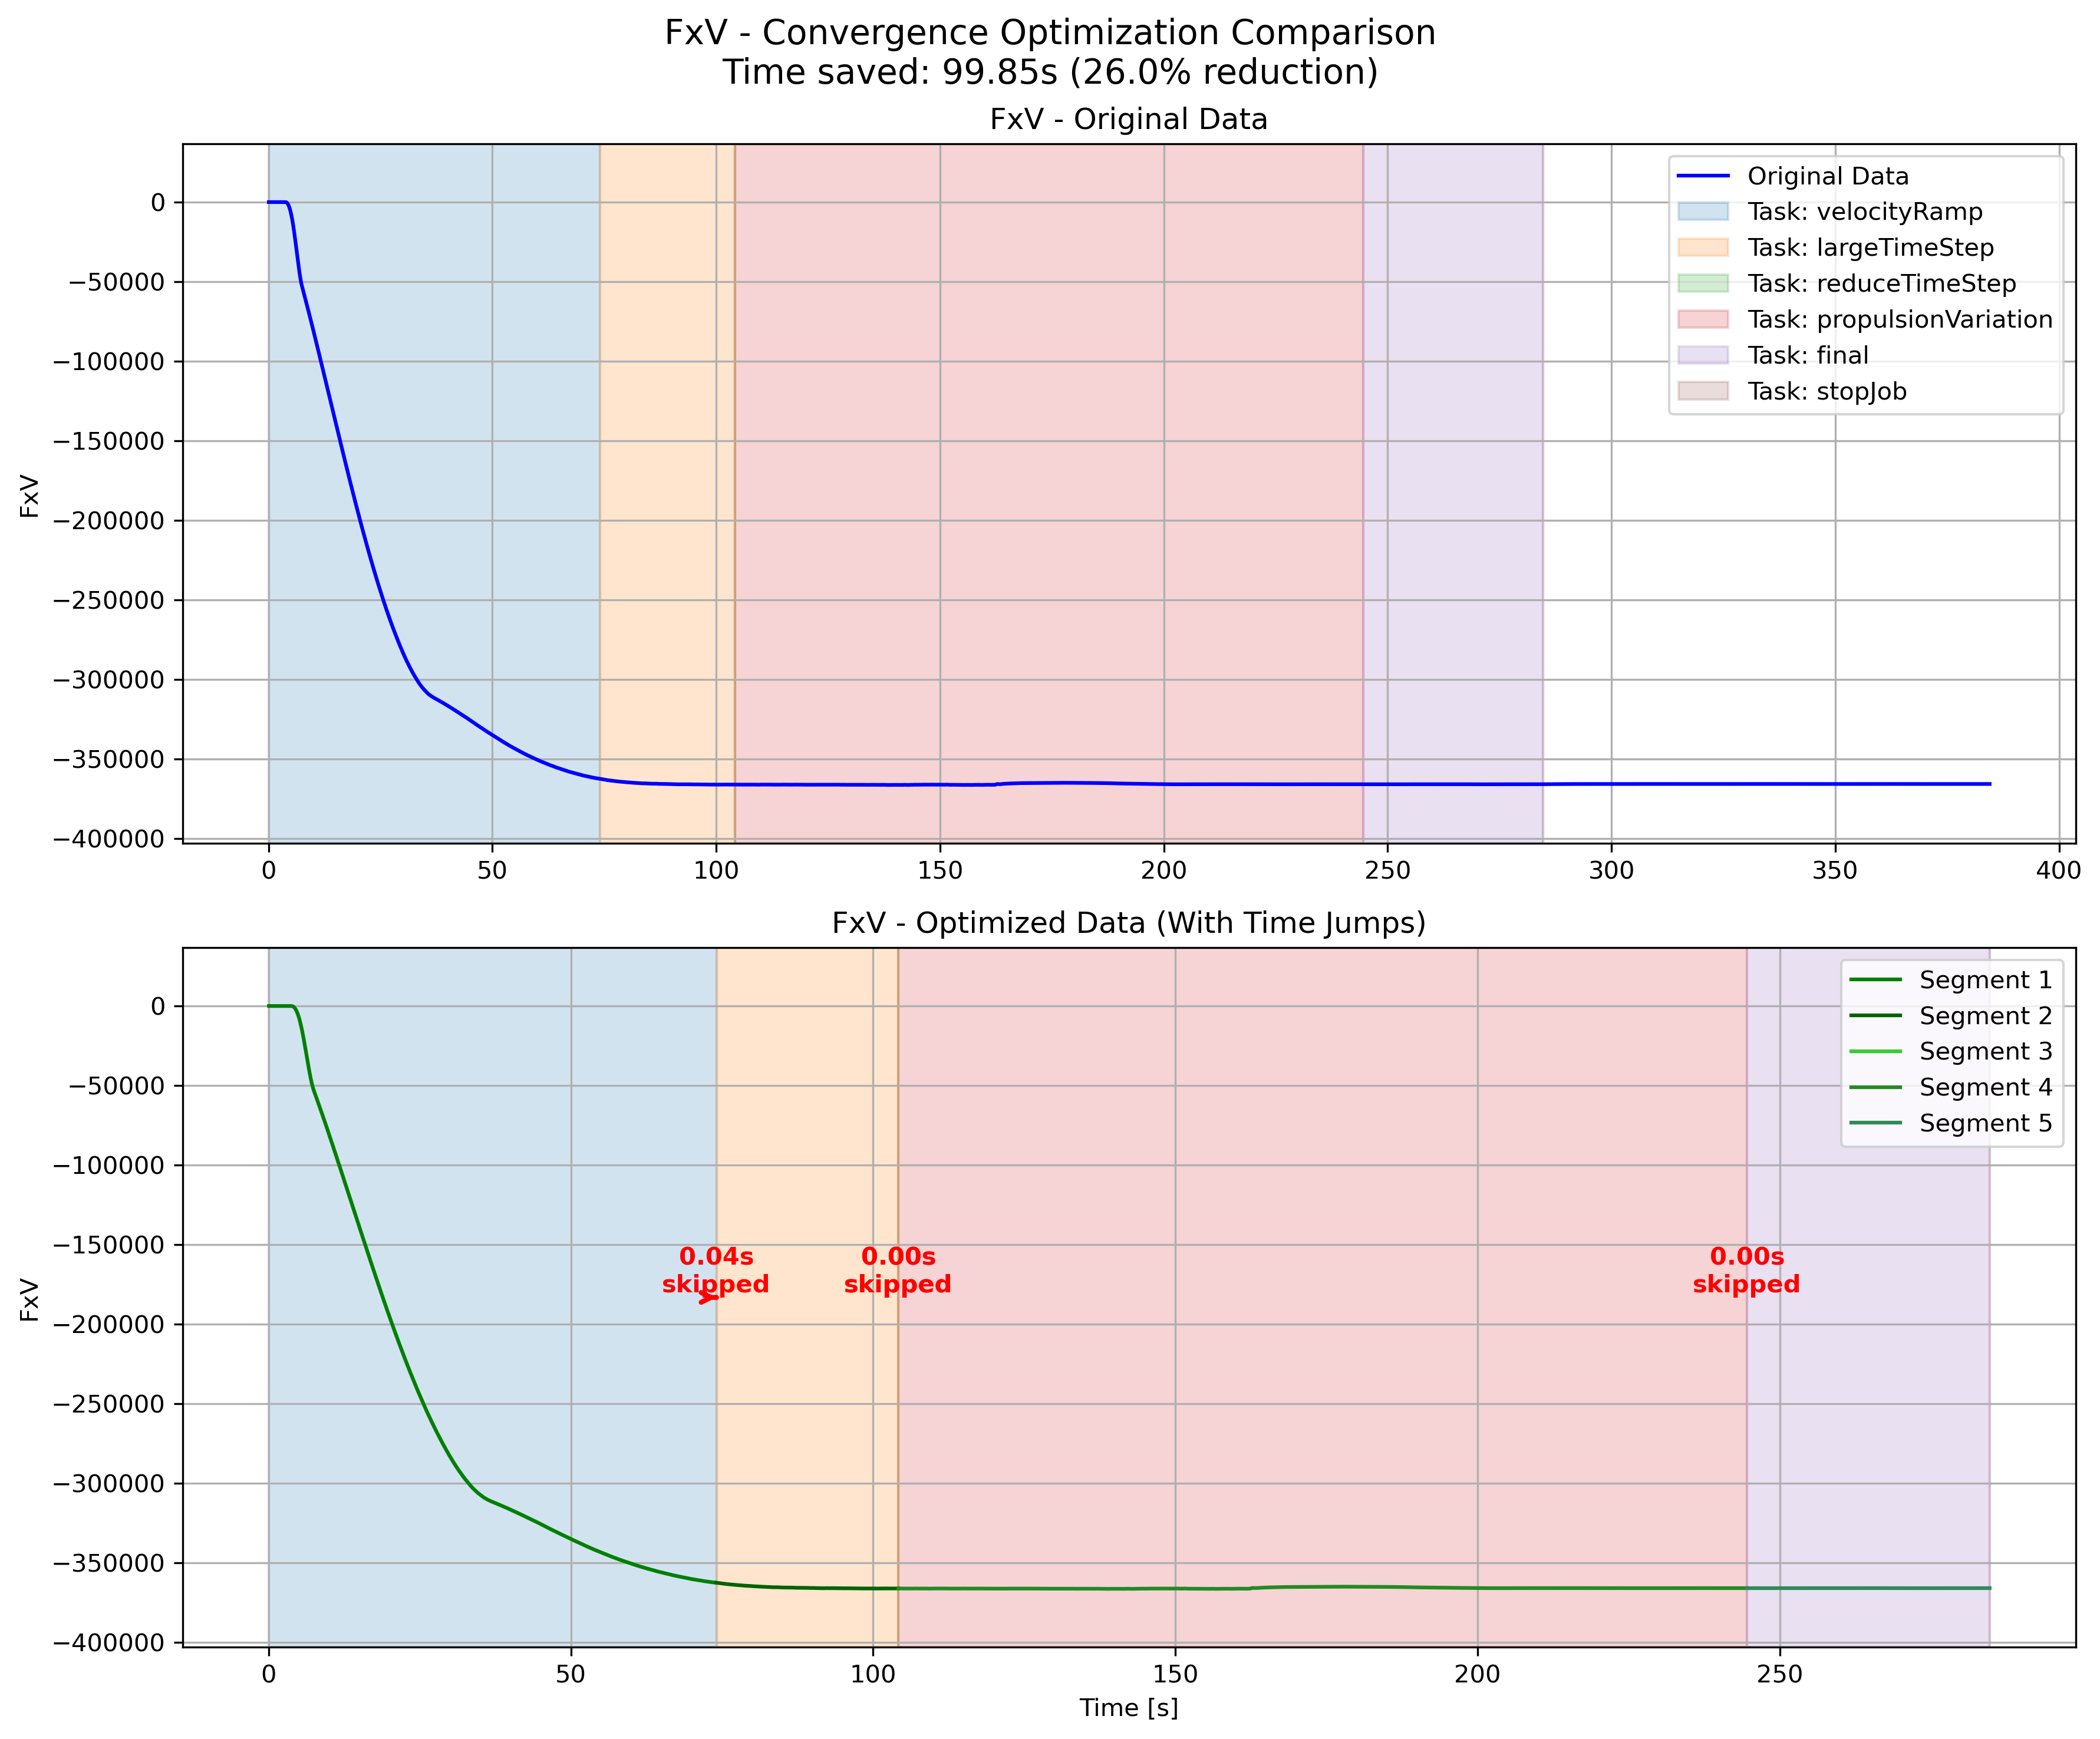 FxV - Convergence Optimization Comparison
Time saved: 99.85s (26.0% reduction)
FxV - Original Data
FxV
0
−50000
−100000
−150000
−200000
−250000
−300000
−350000
−400000
Original Data
Task: velocityRamp
Task: largeTimeStep
Task: reduceTimeStep
Task: propulsionVariation
Task: final
Task: stopJob
0 50 100 150 200 250 300 350 400
FxV - Optimized Data (With Time Jumps)
FxV
0
−50000
−100000
−150000
−200000
−250000
−300000
−350000
−400000
Segment 1
Segment 2
Segment 3
Segment 4
Segment 5
0.04s
skipped
0.00s
skipped
0.00s
skipped
0 50 100 150 200 250
Time [s]